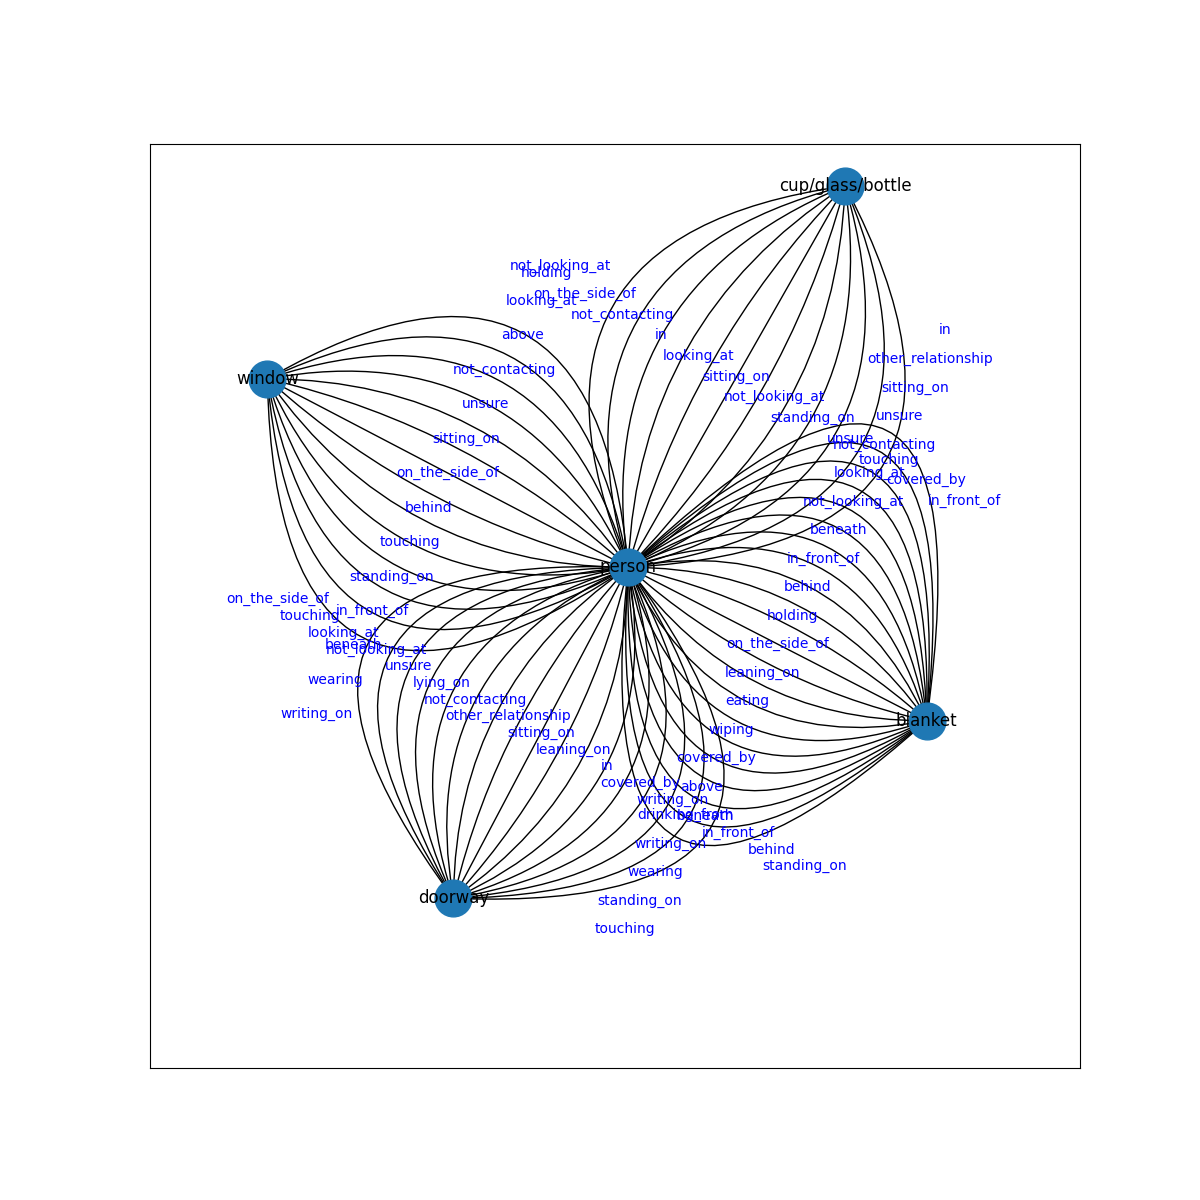 cup/glass/bottle
not_looking_at
holding
on_the_side_of
looking_at
not_contacting
in
above
in
looking_at
other_relationship
not_contacting
sitting_on
window
sitting_on
not_looking_at
unsure
standing_on
unsure
sitting_on
unsure
not_contacting
touching
on_the_side_of
looking_at
covered_by
behind
not_looking_at
in_front_of
beneath
touching
in_front_of
person
standing_on
behind
on_the_side_of
in_front_of
touching
holding
looking_at
beneath
not_looking_at
on_the_side_of
unsure
leaning_on
wearing
lying_on
not_contacting
eating
writing_on
other_relationship
blanket
sitting_on
wiping
leaning_on
covered_by
in
covered_by
above
writing_on
drinking_from
beneath
in_front_of
writing_on
behind
standing_on
wearing
doorway
standing_on
touching